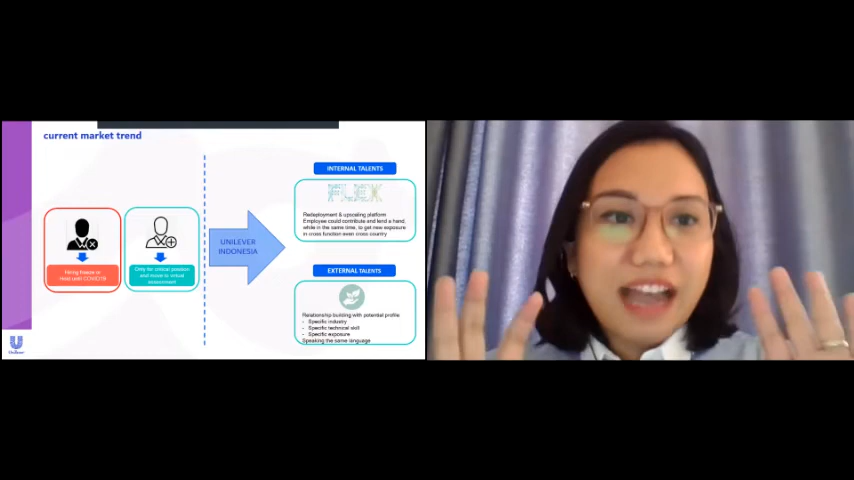 current market trend
Hiring freeze or
Hold until COVID19
Only for critical position
and move to virtual
assessment
UNILEVER
INDONESIA
INTERNAL TALENTS
FLEX
Redeployment & upscaling platform
Employee could contribute and lend a hand,
while in the same time, to get new exposure
in cross function even cross country
EXTERNAL TALENTS
Relationship building with potential profile
- Specific industry
- Specific technical skill
- Specific exposure
Speaking the same language
Unilever